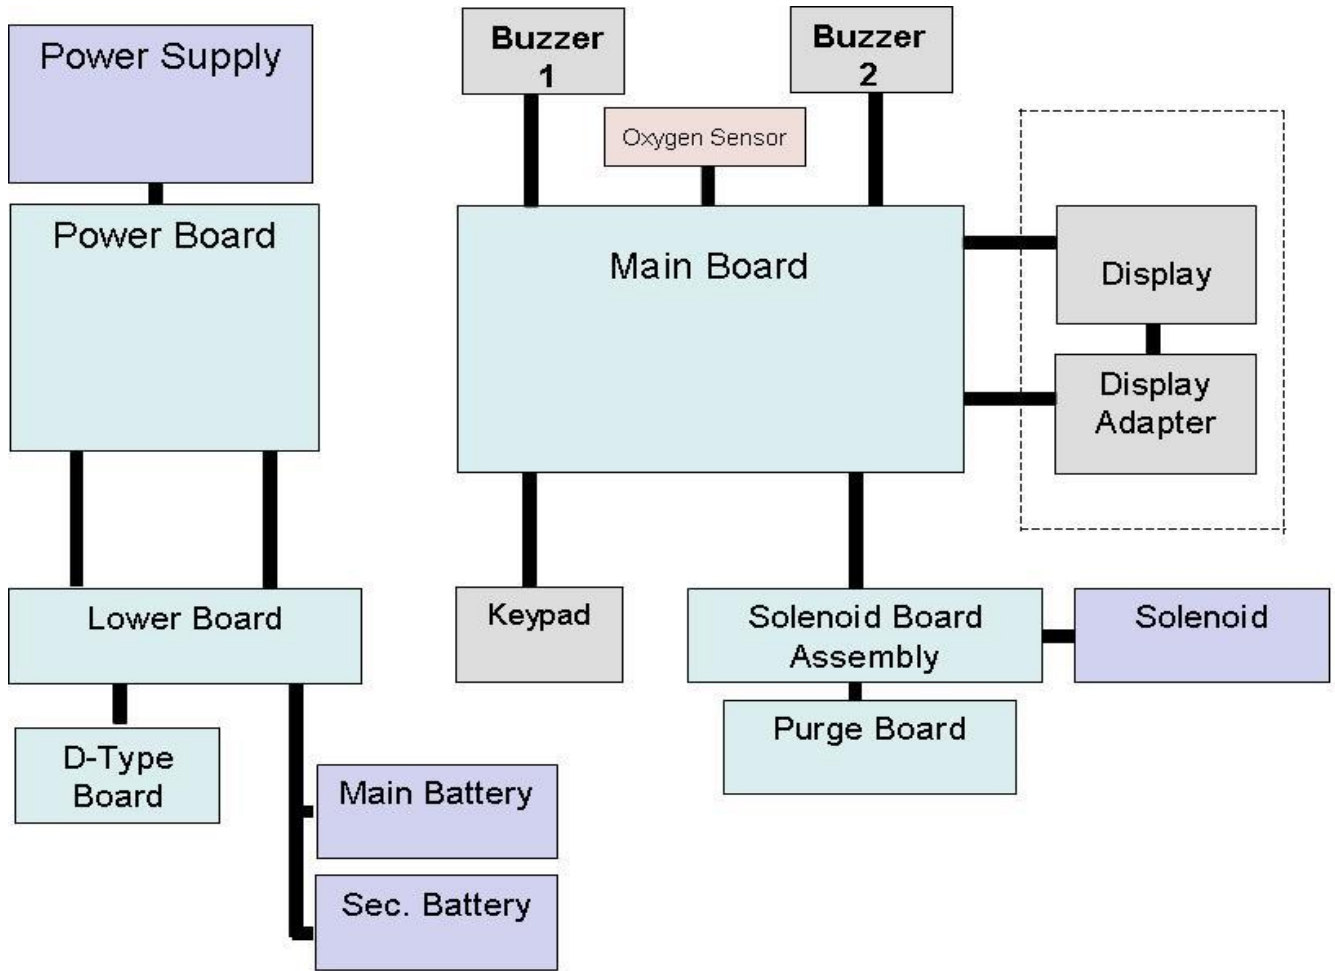 Power Supply
Buzzer
1
Buzzer
2
Oxygen Sensor
Power Board
Main Board
Display
Display
Adapter
Lower Board
Keypad
Solenoid Board
Assembly
Solenoid
D-Type
Board
Purge Board
Main Battery
Sec. Battery